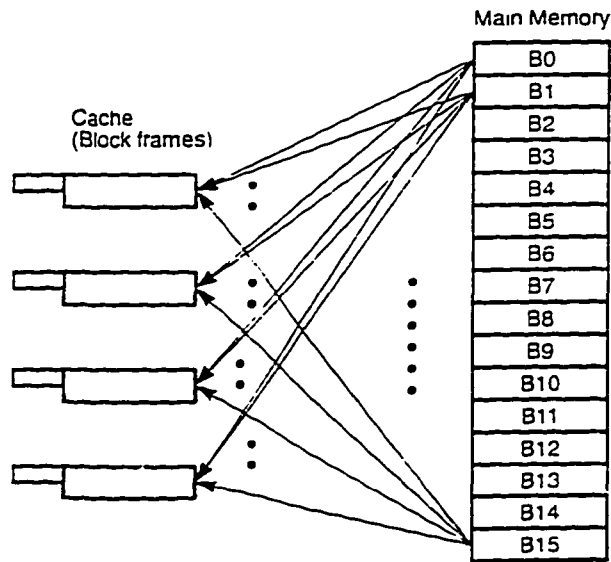 Main Memory
Cache
(Block frames)
B0
B1
B2
B3
B4
B5
B6
B7
B8
B9
B10
B11
B12
B13
B14
B15